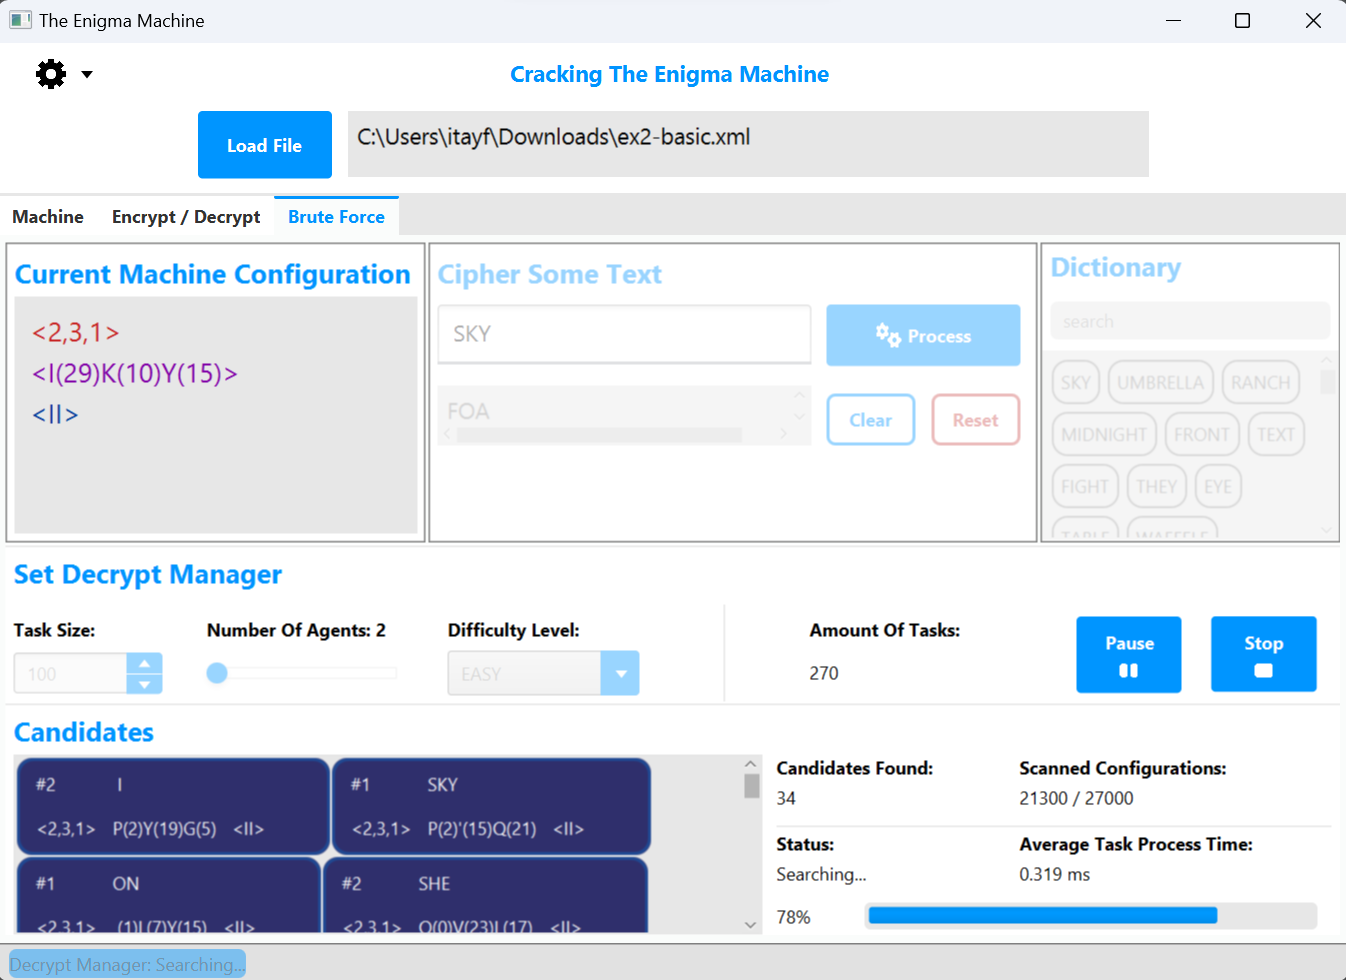 The Enigma Machine
Cracking The Enigma Machine
Load File
C:\Users\itayf\Downloads\ex2-basic.xml
Machine
Encrypt / Decrypt
Brute Force
Current Machine Configuration
<2,3,1>
<I(29)K(10)Y(15)>
<II>
Cipher Some Text
SKY
Process
FOA
Clear
Reset
Dictionary
search
SKY UMBRELLA RANCH
MIDNIGHT FRONT TEXT
FIGHT THEY EYE
TABLE WAFFLE
Set Decrypt Manager
Task Size:
100
Number Of Agents: 2
Difficulty Level:
EASY
Amount Of Tasks:
270
Pause
Stop
Candidates
#2 I
<2,3,1> P(2)Y(19)G(5) <II>
#1 SKY
<2,3,1> P(2)'(15)Q(21) <II>
#1 ON
<2,3,1> (1)L(7)Y(15) <II>
#2 SHE
<2,3,1> O(0)V(23)L(17) <II>
Candidates Found:
34
Scanned Configurations:
21300 / 27000
Status:
Searching...
Average Task Process Time:
0.319 ms
78%
Decrypt Manager: Searching...